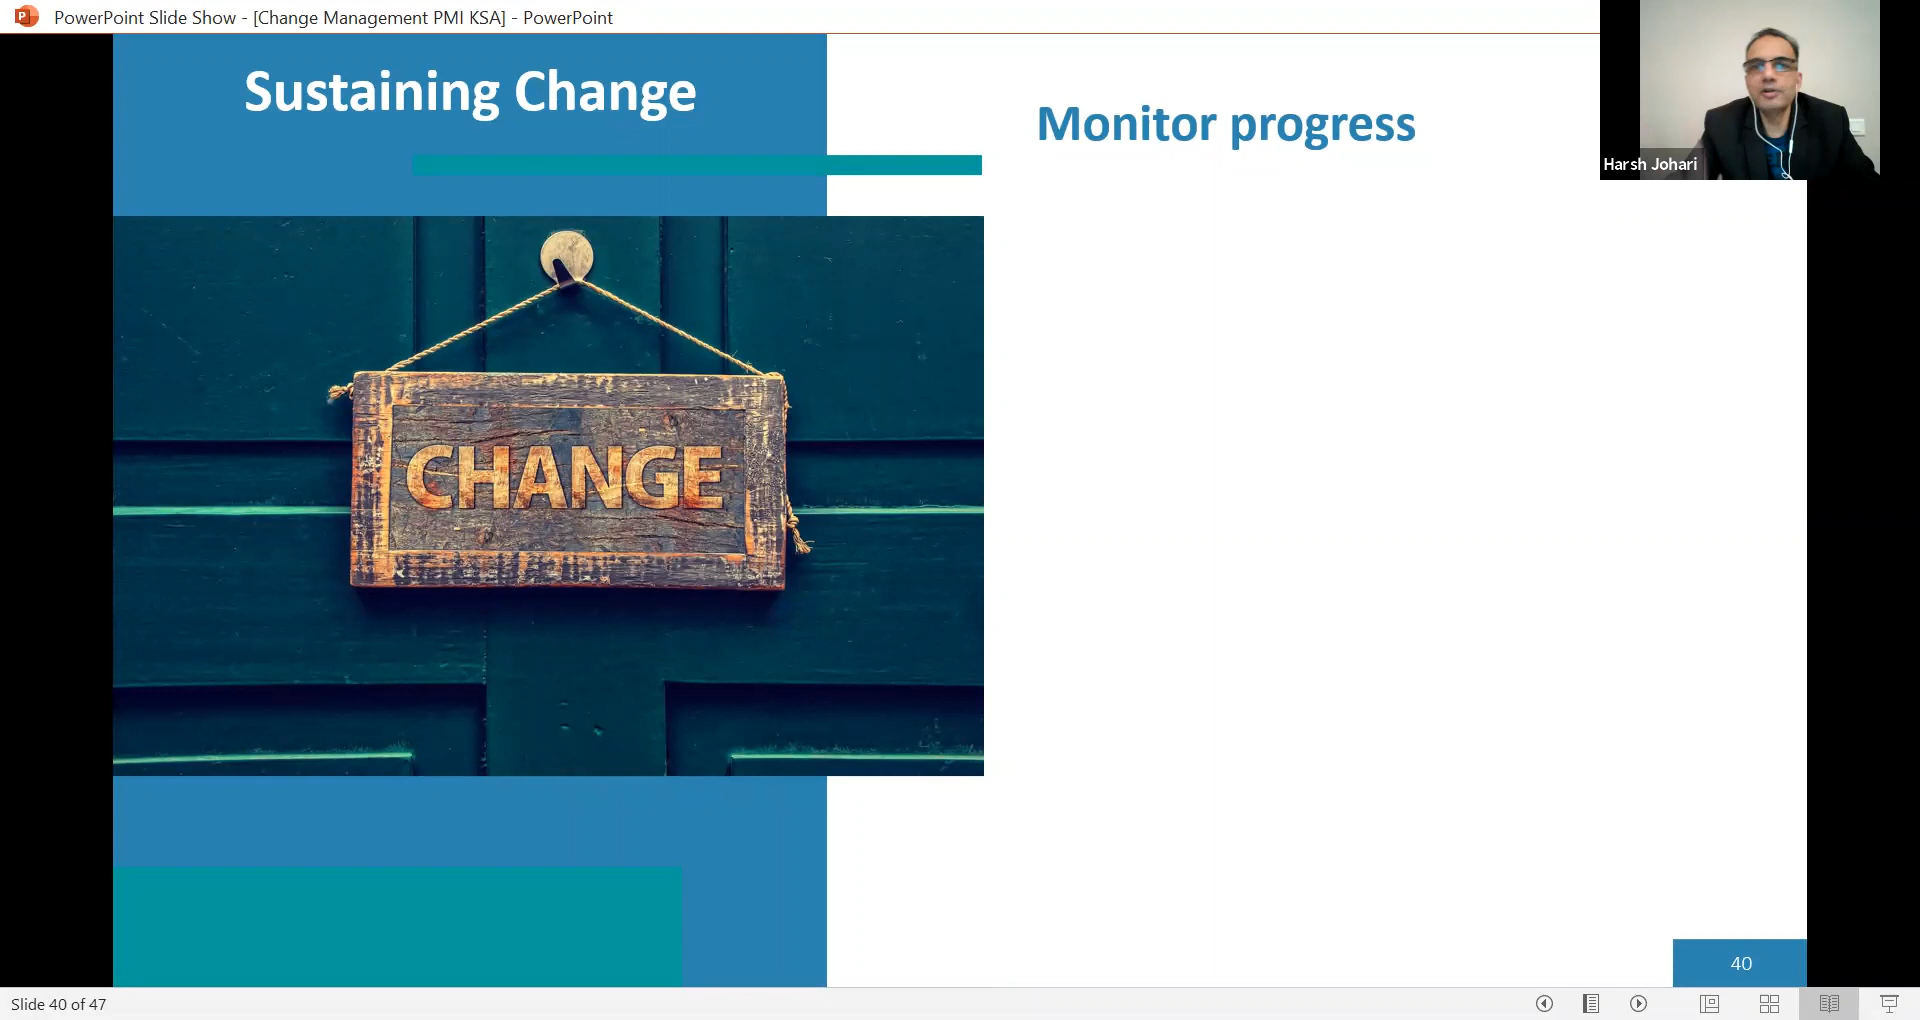 PowerPoint Slide Show - [Change Management PMI KSA] - PowerPoint
Sustaining Change
Monitor progress
Harsh Johari
CHANGE
40
Slide 40 of 47